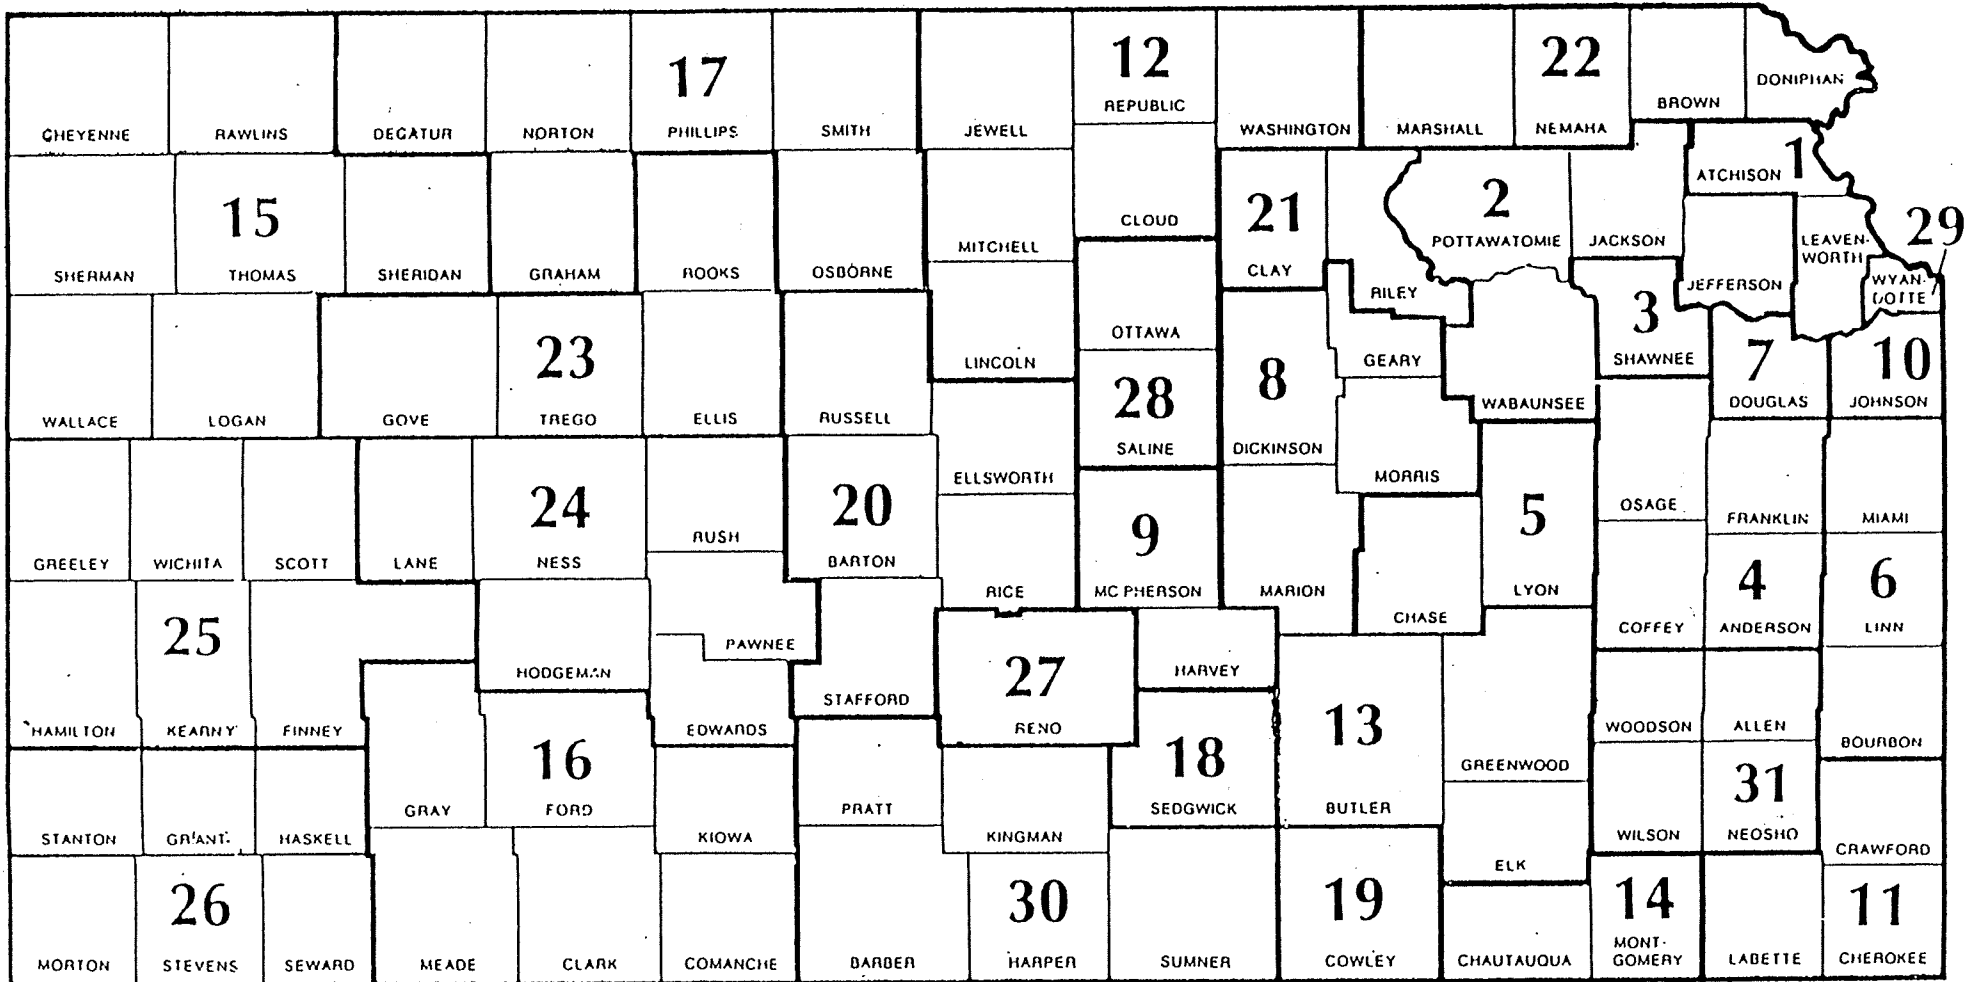 17
12
22
CHEYENNE
RAWLINS
DECATUR
NORTON
PHILLIPS
SMITH
JEWELL
REPUBLIC
WASHINGTON
MARSHALL
NEMAHA
BROWN
DONIPHAN
15
21
2
1
29
SHERMAN
THOMAS
SHERIDAN
GRAHAM
ROOKS
OSBORNE
MITCHELL
CLOUD
CLAY
RILEY
POTTAWATOMIE
JACKSON
ATCHISON
JEFFERSON
LEAVEN-
WORTH
WYAN-
DOTTE
23
28
8
3
7
10
WALLACE
LOGAN
GOVE
TREGO
ELLIS
RUSSELL
LINCOLN
OTTAWA
SALINE
DICKINSON
GEARY
WABAUNSEE
SHAWNEE
DOUGLAS
JOHNSON
24
20
9
5
4
6
GREELEY
WICHITA
SCOTT
LANE
NESS
RUSH
BARTON
ELLSWORTH
RICE
MC PHERSON
MARION
MORRIS
CHASE
LYON
OSAGE
FRANKLIN
MIAMI
COFFEY
ANDERSON
LINN
25
27
13
HAMILTON
KEARNY
FINNEY
HODGEMAN
PAWNEE
EDWARDS
STAFFORD
RENO
HARVEY
BUTLER
GREENWOOD
WOODSON
ALLEN
BOURBON
16
18
31
STANTON
GRANT
HASKELL
GRAY
FORD
KIOWA
PRATT
KINGMAN
SEDGWICK
ELK
WILSON
NEOSHO
CRAWFORD
26
30
19
14
11
MORTON
STEVENS
SEWARD
MEADE
CLARK
COMANCHE
BARBER
HARPER
SUMNER
COWLEY
CHAUTAUQUA
MONT-
GOMERY
LABETTE
CHEROKEE